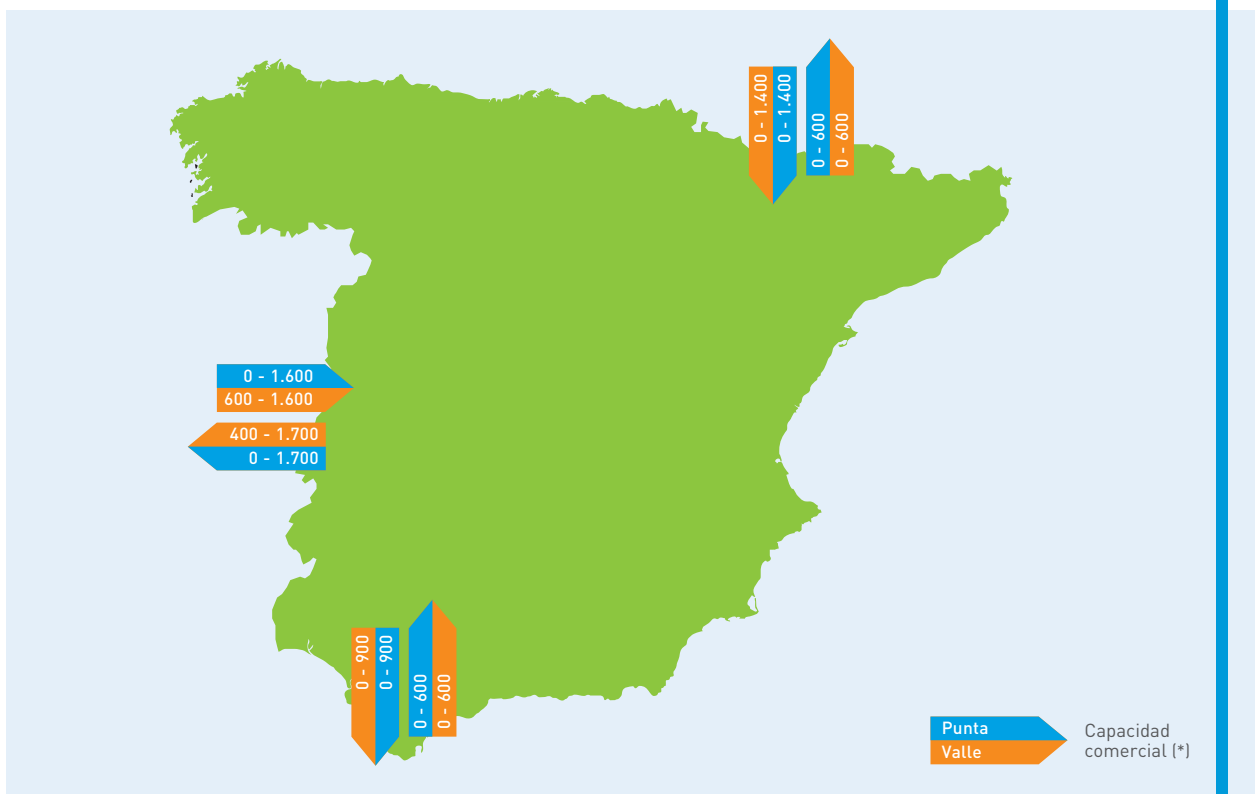 0 - 1.400
0 - 1.400
0 - 600
0 - 600
0 - 1.600
600 - 1.600
400 - 1.700
0 - 1.700
0 - 900
0 - 900
0 - 600
0 - 600
Punta
Valle
Capacidad
comercial (*)